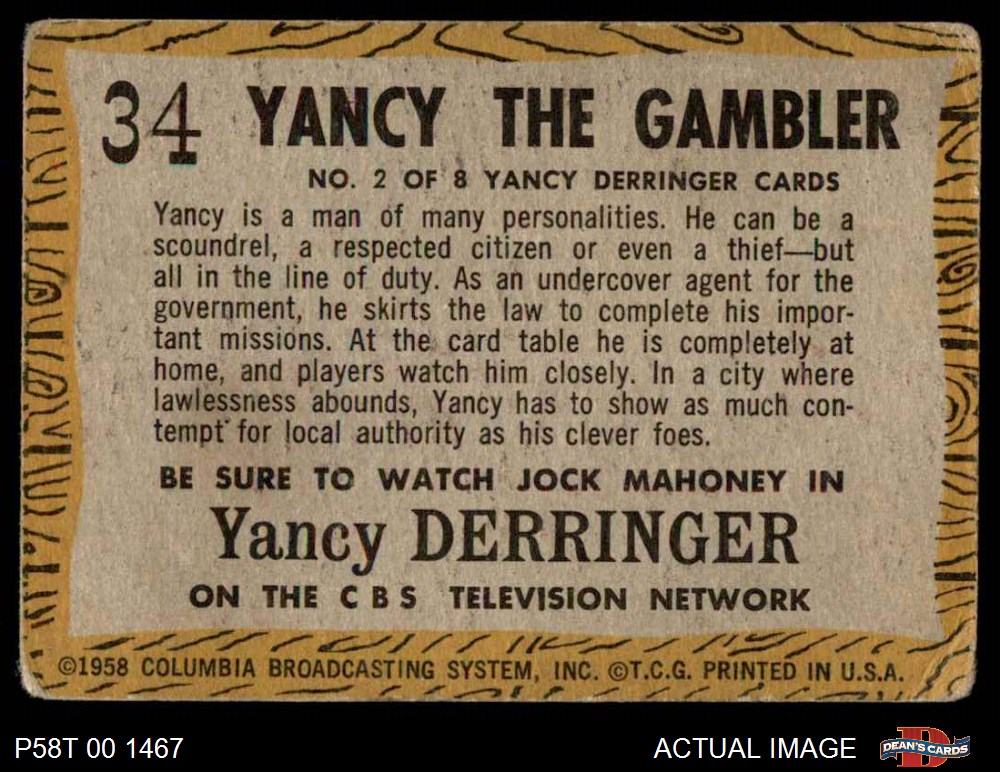 34 YANCY THE GAMBLER
NO. 2 OF 8 YANCY DERRINGER CARDS
Yancy is a man of many personalities. He can be a
scoundrel, a respected citizen or even a thief—but
all in the line of duty. As an undercover agent for the
government, he skirts the law to complete his impor-
tant missions. At the card table he is completely at
home, and players watch him closely. In a city where
lawlessness abounds, Yancy has to show as much con-
tempt for local authority as his clever foes.
BE SURE TO WATCH JOCK MAHONEY IN
Yancy DERRINGER
ON THE CBS TELEVISION NETWORK
©1958 COLUMBIA BROADCASTING SYSTEM, INC. ©T.C.G. PRINTED IN U.S.A.
P58T 00 1467
ACTUAL IMAGE
DEAN'S CARDS